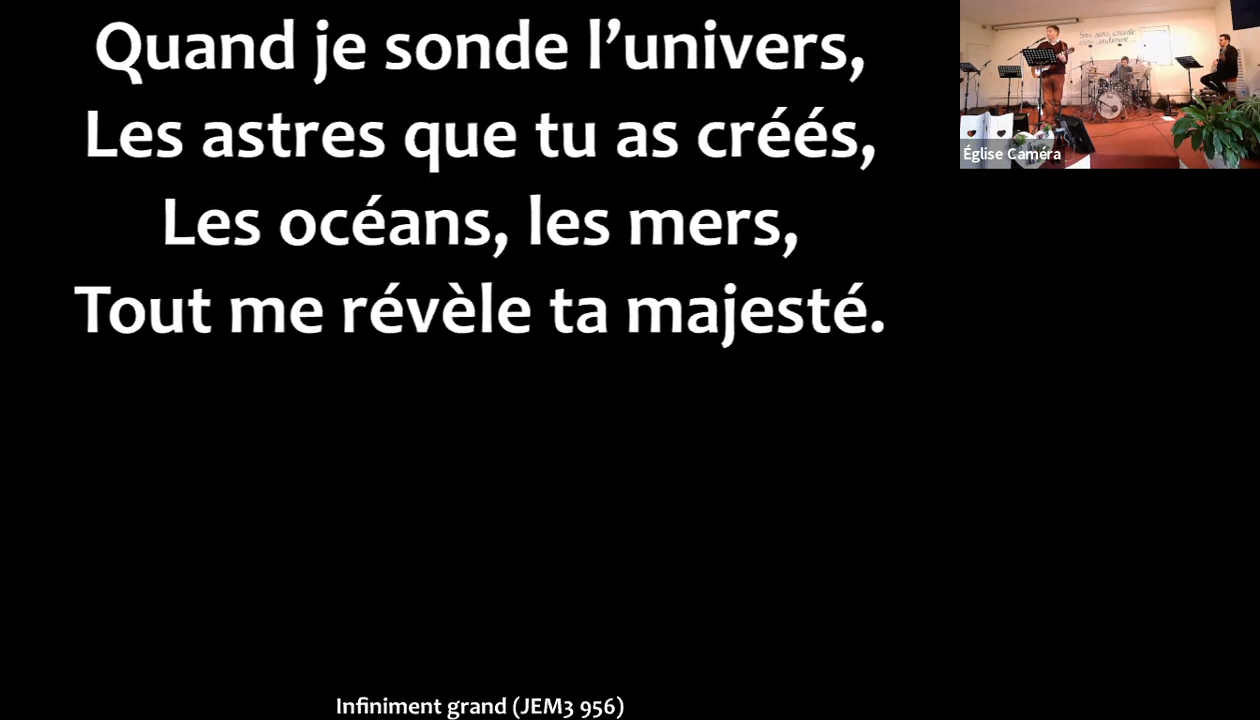 Quand je sonde l’univers,
Les astres que tu as créés,
Les océans, les mers,
Tout me révèle ta majesté.
Église Caméra
Infiniment grand (JEM3 956)